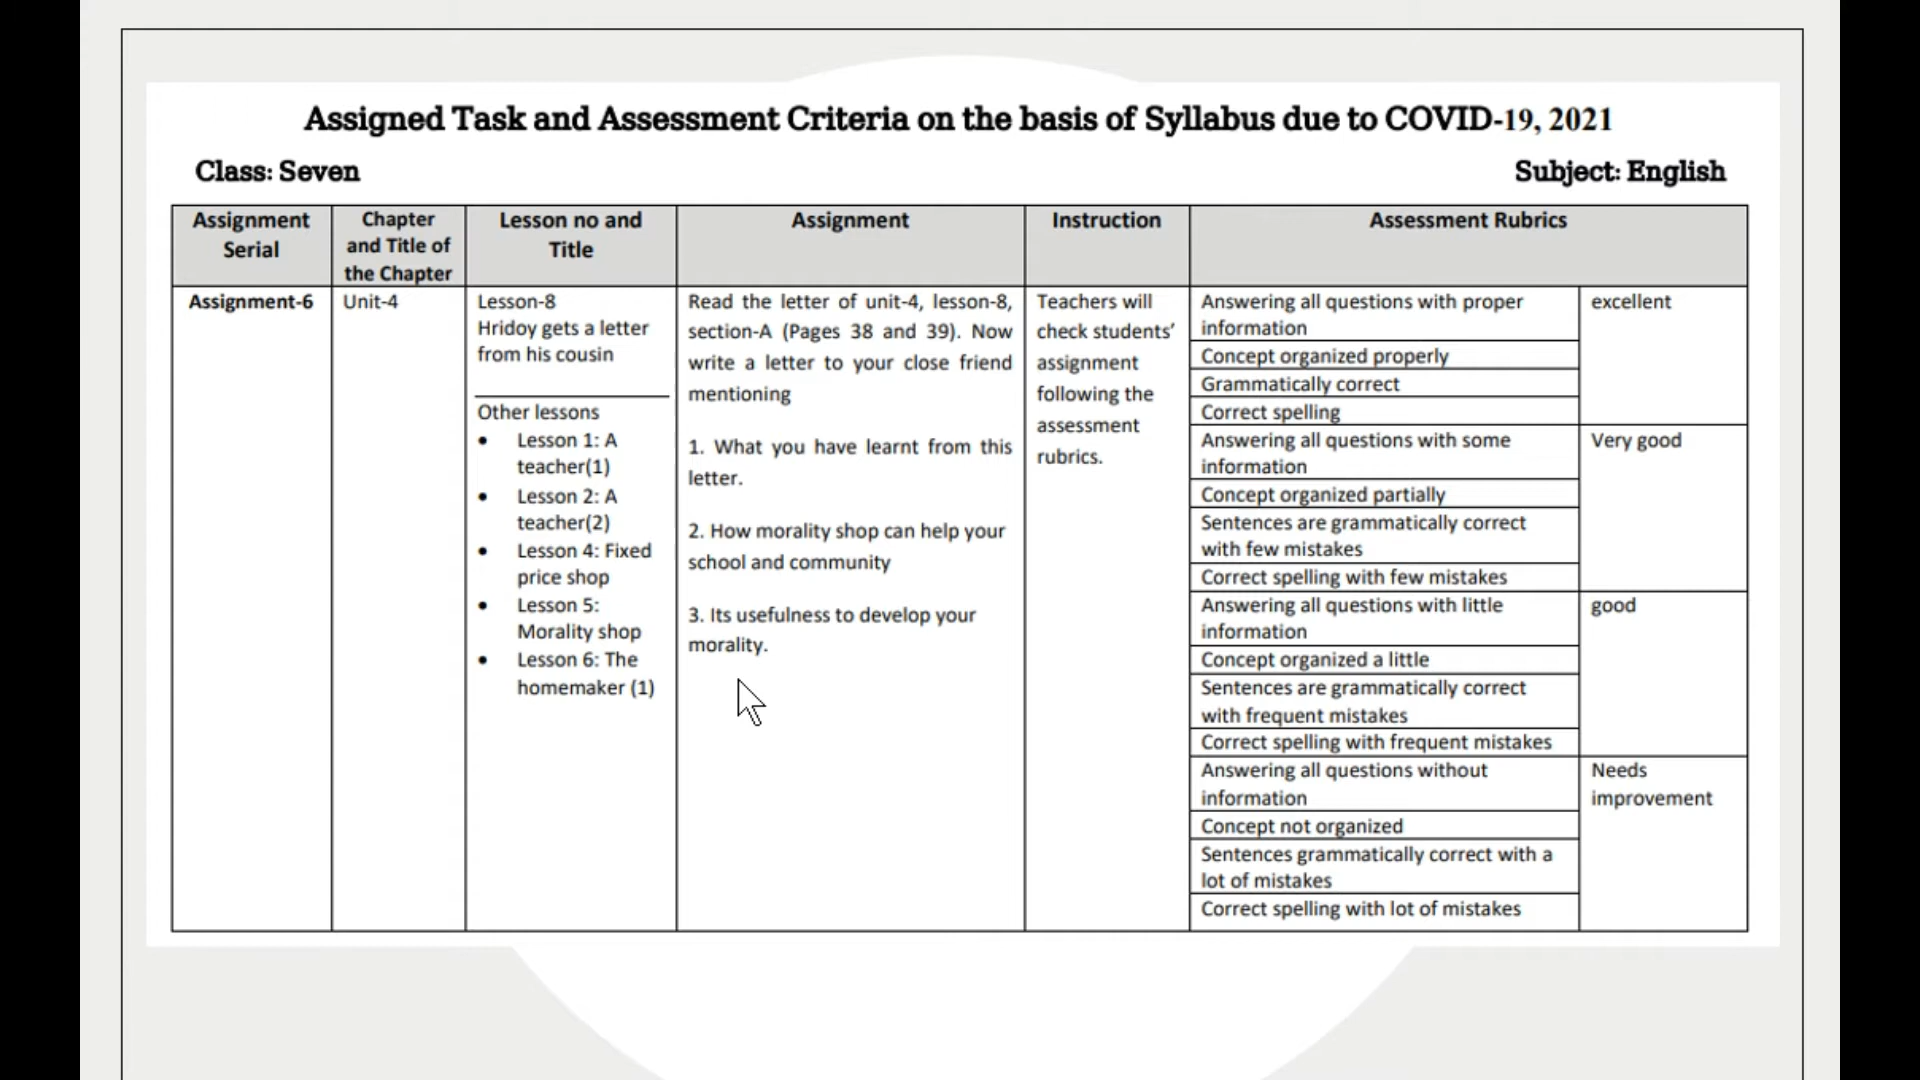 Assigned Task and Assessment Criteria on the basis of Syllabus due to COVID-19, 2021
Class: Seven
Subject: English
Assignment
Serial
Chapter
and Title of
the Chapter
Lesson no and
Title
Assignment
Instruction
Assessment Rubrics
Assignment-6
Unit-4
Lesson-8
Hridoy gets a letter
from his cousin
Other lessons
• Lesson 1: A
teacher(1)
• Lesson 2: A
teacher(2)
• Lesson 4: Fixed
price shop
• Lesson 5:
Morality shop
• Lesson 6: The
homemaker (1)
Read the letter of unit-4, lesson-8,
section-A (Pages 38 and 39). Now
write a letter to your close friend
mentioning
1. What you have learnt from this
letter.
2. How morality shop can help your
school and community
3. Its usefulness to develop your
morality.
Teachers will
check students’
assignment
following the
assessment
rubrics.
Answering all questions with proper
information
Concept organized properly
Grammatically correct
Correct spelling
excellent
Answering all questions with some
information
Concept organized partially
Sentences are grammatically correct
with few mistakes
Correct spelling with few mistakes
Very good
Answering all questions with little
information
Concept organized a little
Sentences are grammatically correct
with frequent mistakes
Correct spelling with frequent mistakes
good
Answering all questions without
information
Concept not organized
Sentences grammatically correct with a
lot of mistakes
Correct spelling with lot of mistakes
Needs
improvement